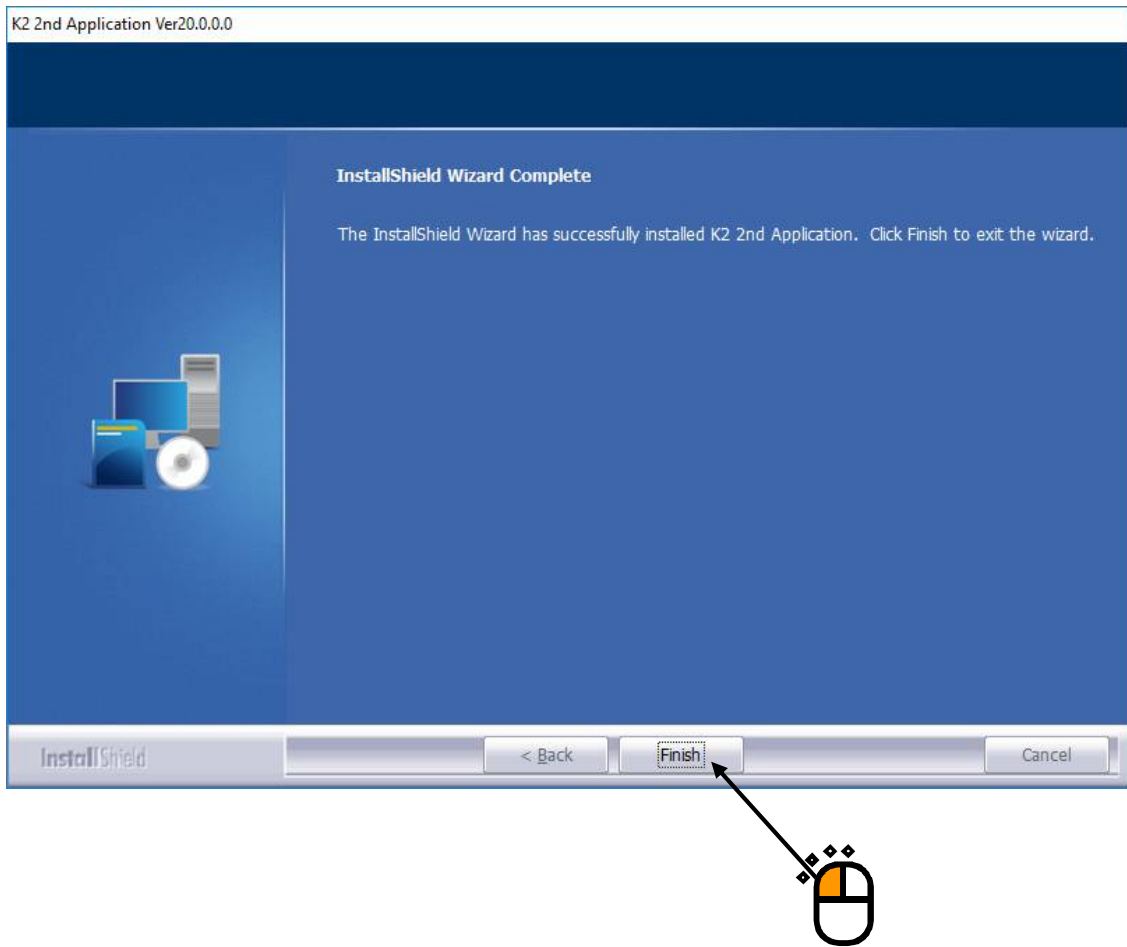 K2 2nd Application Ver20.0.0.0
InstallShield Wizard Complete
The InstallShield Wizard has successfully installed K2 2nd Application. Click Finish to exit the wizard.
InstallShield
< Back
Finish
Cancel